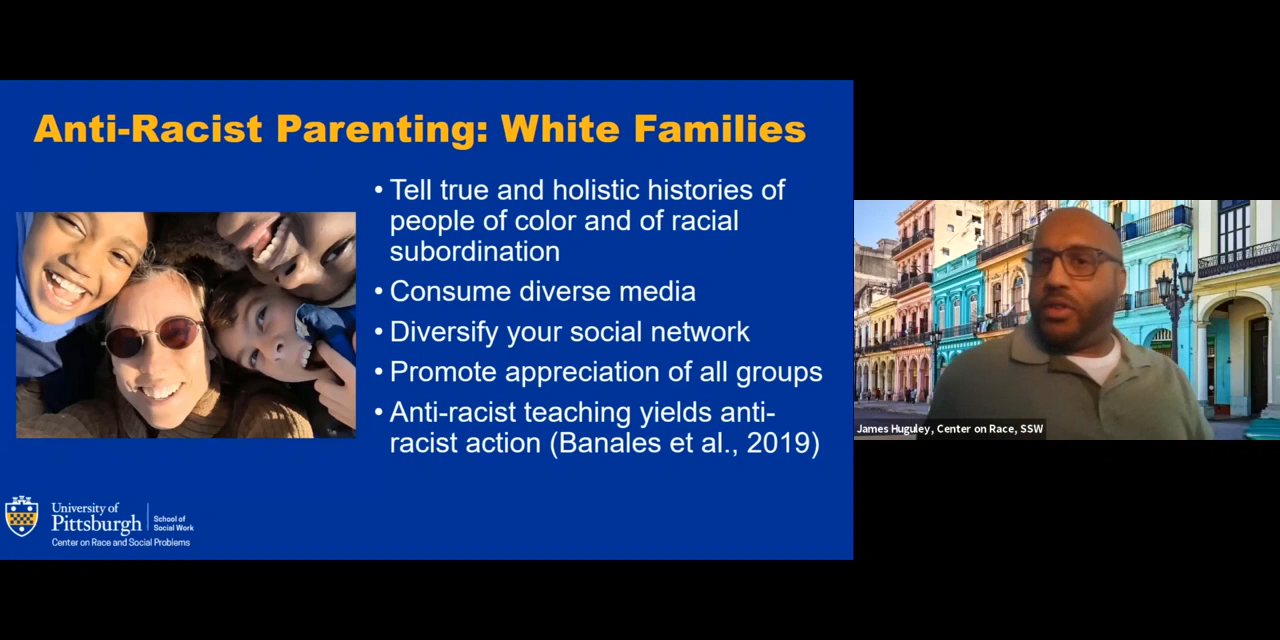 Anti-Racist Parenting: White Families
• Tell true and holistic histories of
people of color and of racial
subordination
• Consume diverse media
• Diversify your social network
• Promote appreciation of all groups
• Anti-racist teaching yields anti-
racist action (Banales et al., 2019)
University of
Pittsburgh
School of
Social Work
Center on Race and Social Problems
James Huguley, Center on Race, SSW